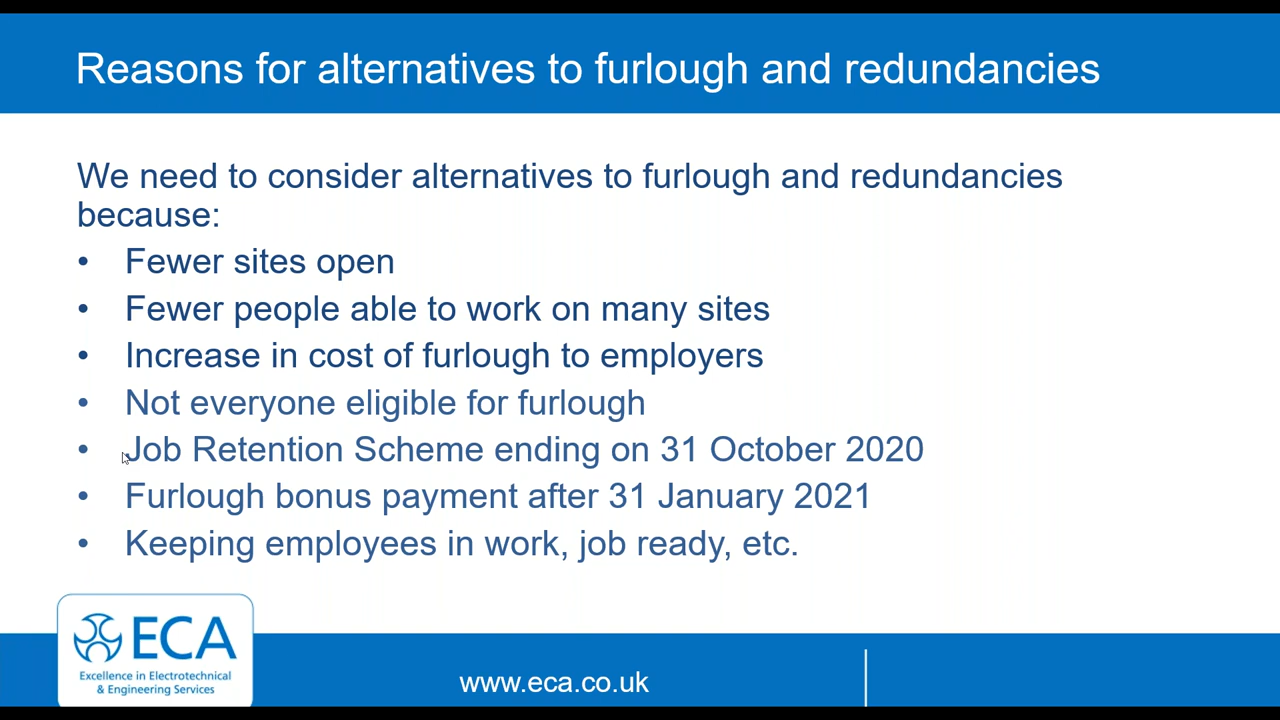 Reasons for alternatives to furlough and redundancies
We need to consider alternatives to furlough and redundancies
because:
• Fewer sites open
• Fewer people able to work on many sites
• Increase in cost of furlough to employers
• Not everyone eligible for furlough
• Job Retention Scheme ending on 31 October 2020
• Furlough bonus payment after 31 January 2021
• Keeping employees in work, job ready, etc.
ECA
Excellence in Electrotechnical
& Engineering Services
www.eca.co.uk